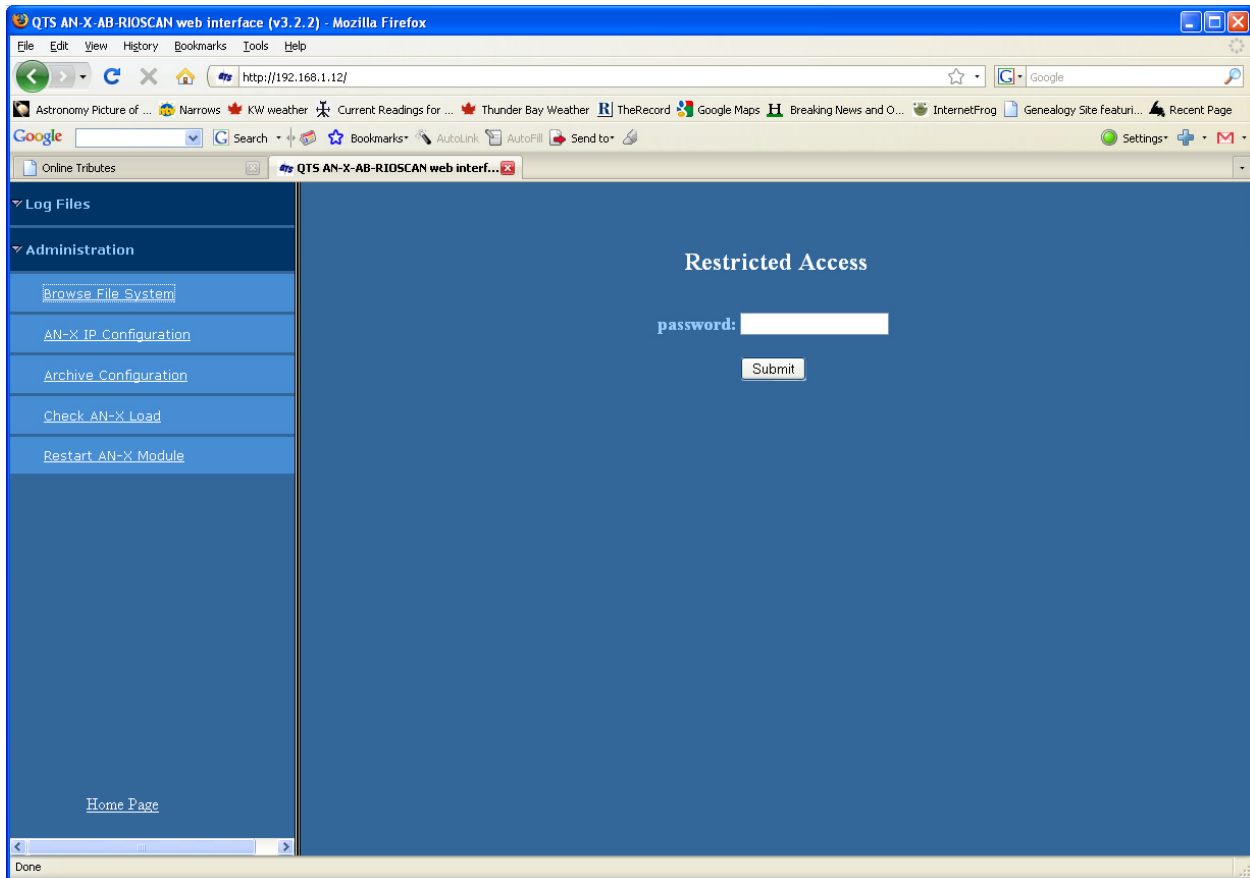 QTS AN-X-AB-RIOSCAN web interface (v3.2.2) - Mozilla Firefox
File Edit View History Bookmarks Tools Help
http://192.168.1.12/ Google
Astronomy Picture of ... Narrows KW weather Current Readings for ... Thunder Bay Weather TheRecord Google Maps Breaking News and O... InternetFrog Genealogy Site featuri... Recent Page
Google Search Bookmarks AutoLink AutoFill Send to Settings
Online Tributes QTS AN-X-AB-RIOSCAN web interf...
Log Files
Administration
Browse File System
AN-X IP Configuration
Archive Configuration
Check AN-X Load
Restart AN-X Module
Home Page
Restricted Access
password:
Submit
Done